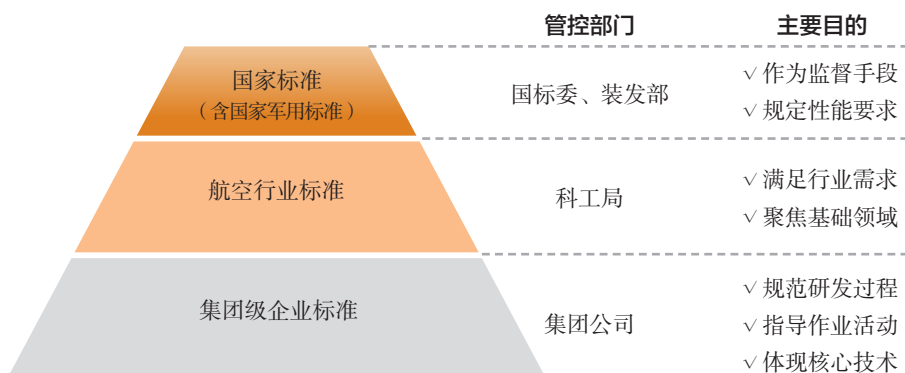 管控部门 主要目的
国家标准
（含国家军用标准）
国标委、装发部
√ 作为监督手段
√ 规定性能要求
航空行业标准
科工局
√ 满足行业需求
√ 聚焦基础领域
集团级企业标准
集团公司
√ 规范研发过程
√ 指导作业活动
√ 体现核心技术